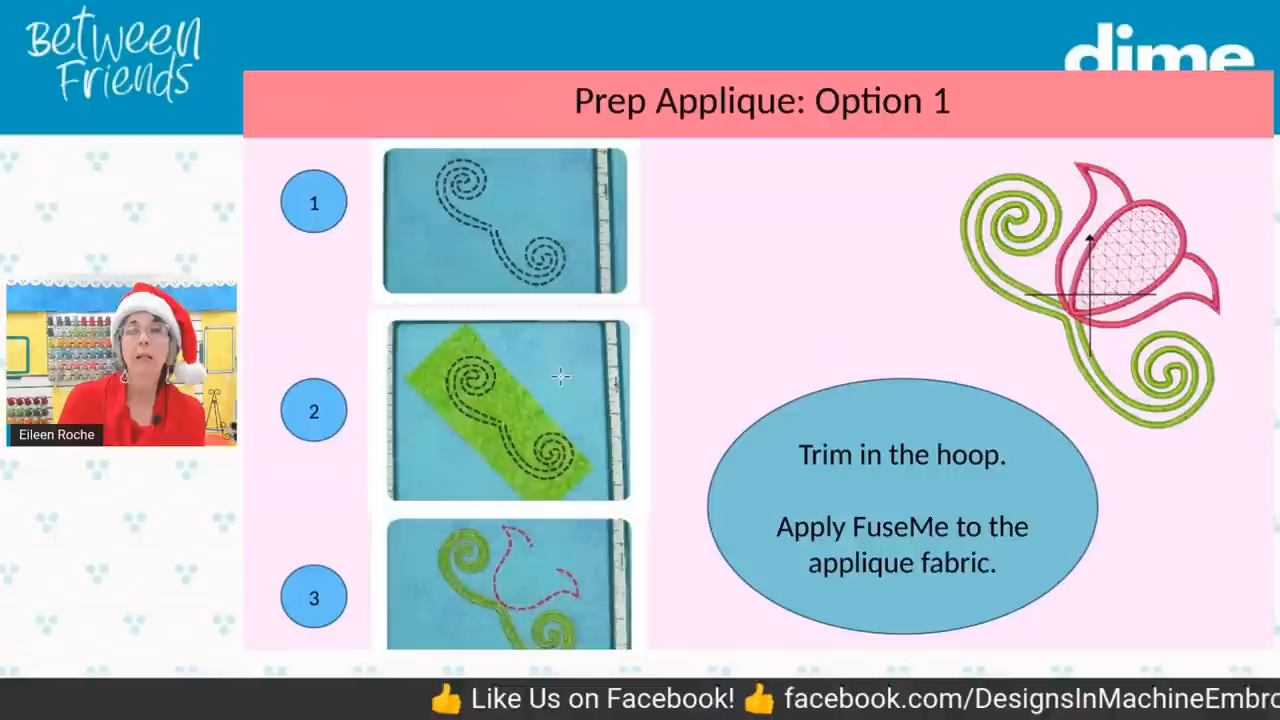 Between
Friends
dime
Prep Applique: Option 1
1
2
3
Trim in the hoop.
Apply FuseMe to the
applique fabric.
Eileen Roche
👍 Like Us on Facebook! 👍 facebook.com/DesignsInMachineEmbro